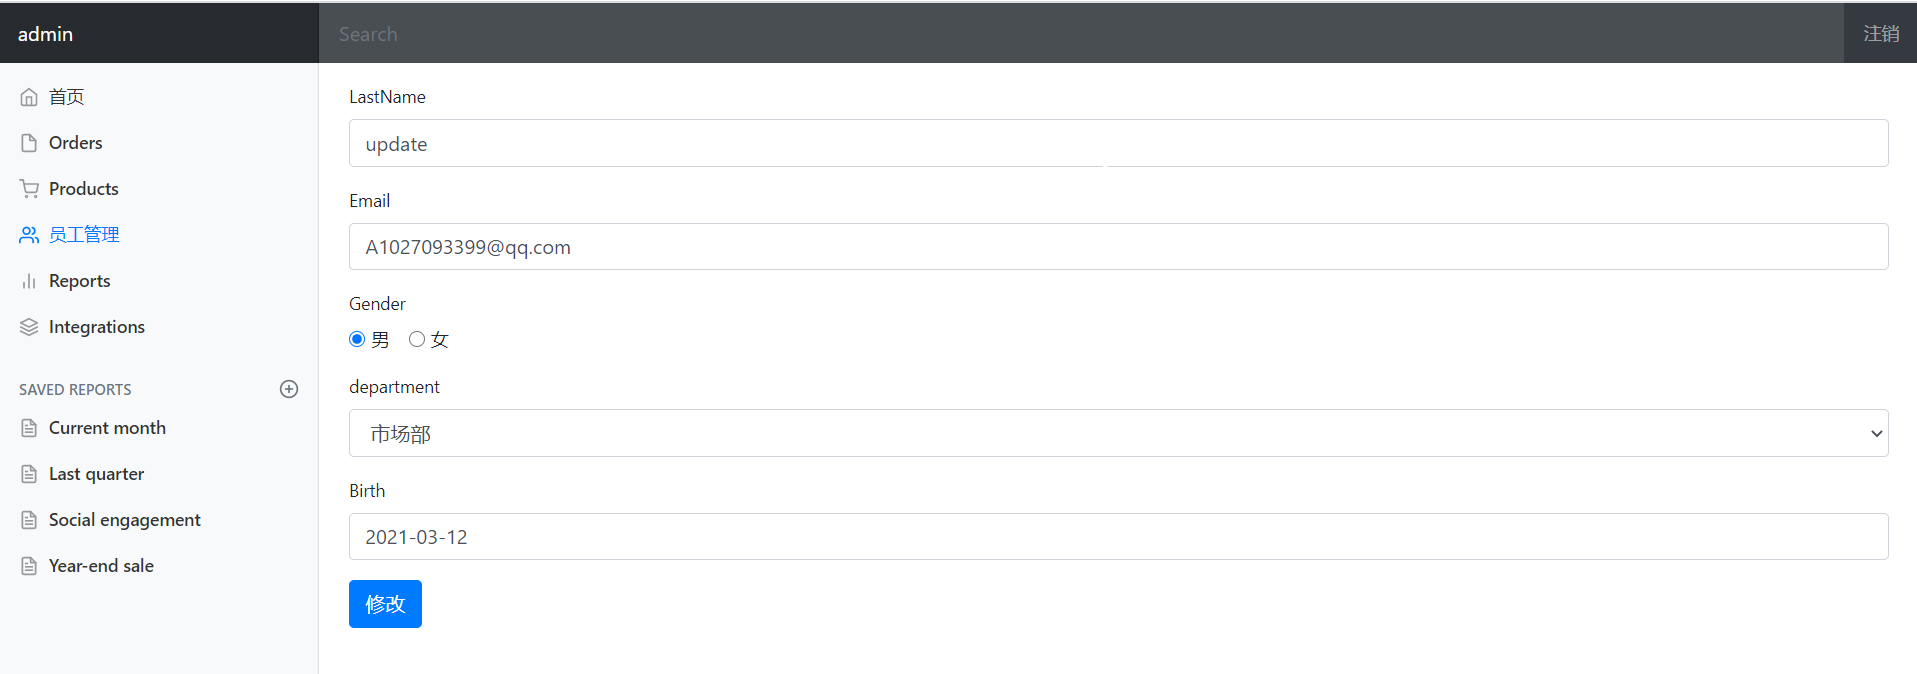 admin
Search
注销
首页
Orders
Products
员工管理
Reports
Integrations
SAVED REPORTS
Current month
Last quarter
Social engagement
Year-end sale
LastName
update
Email
A1027093399@qq.com
Gender
男 女
department
市场部
Birth
2021-03-12
修改